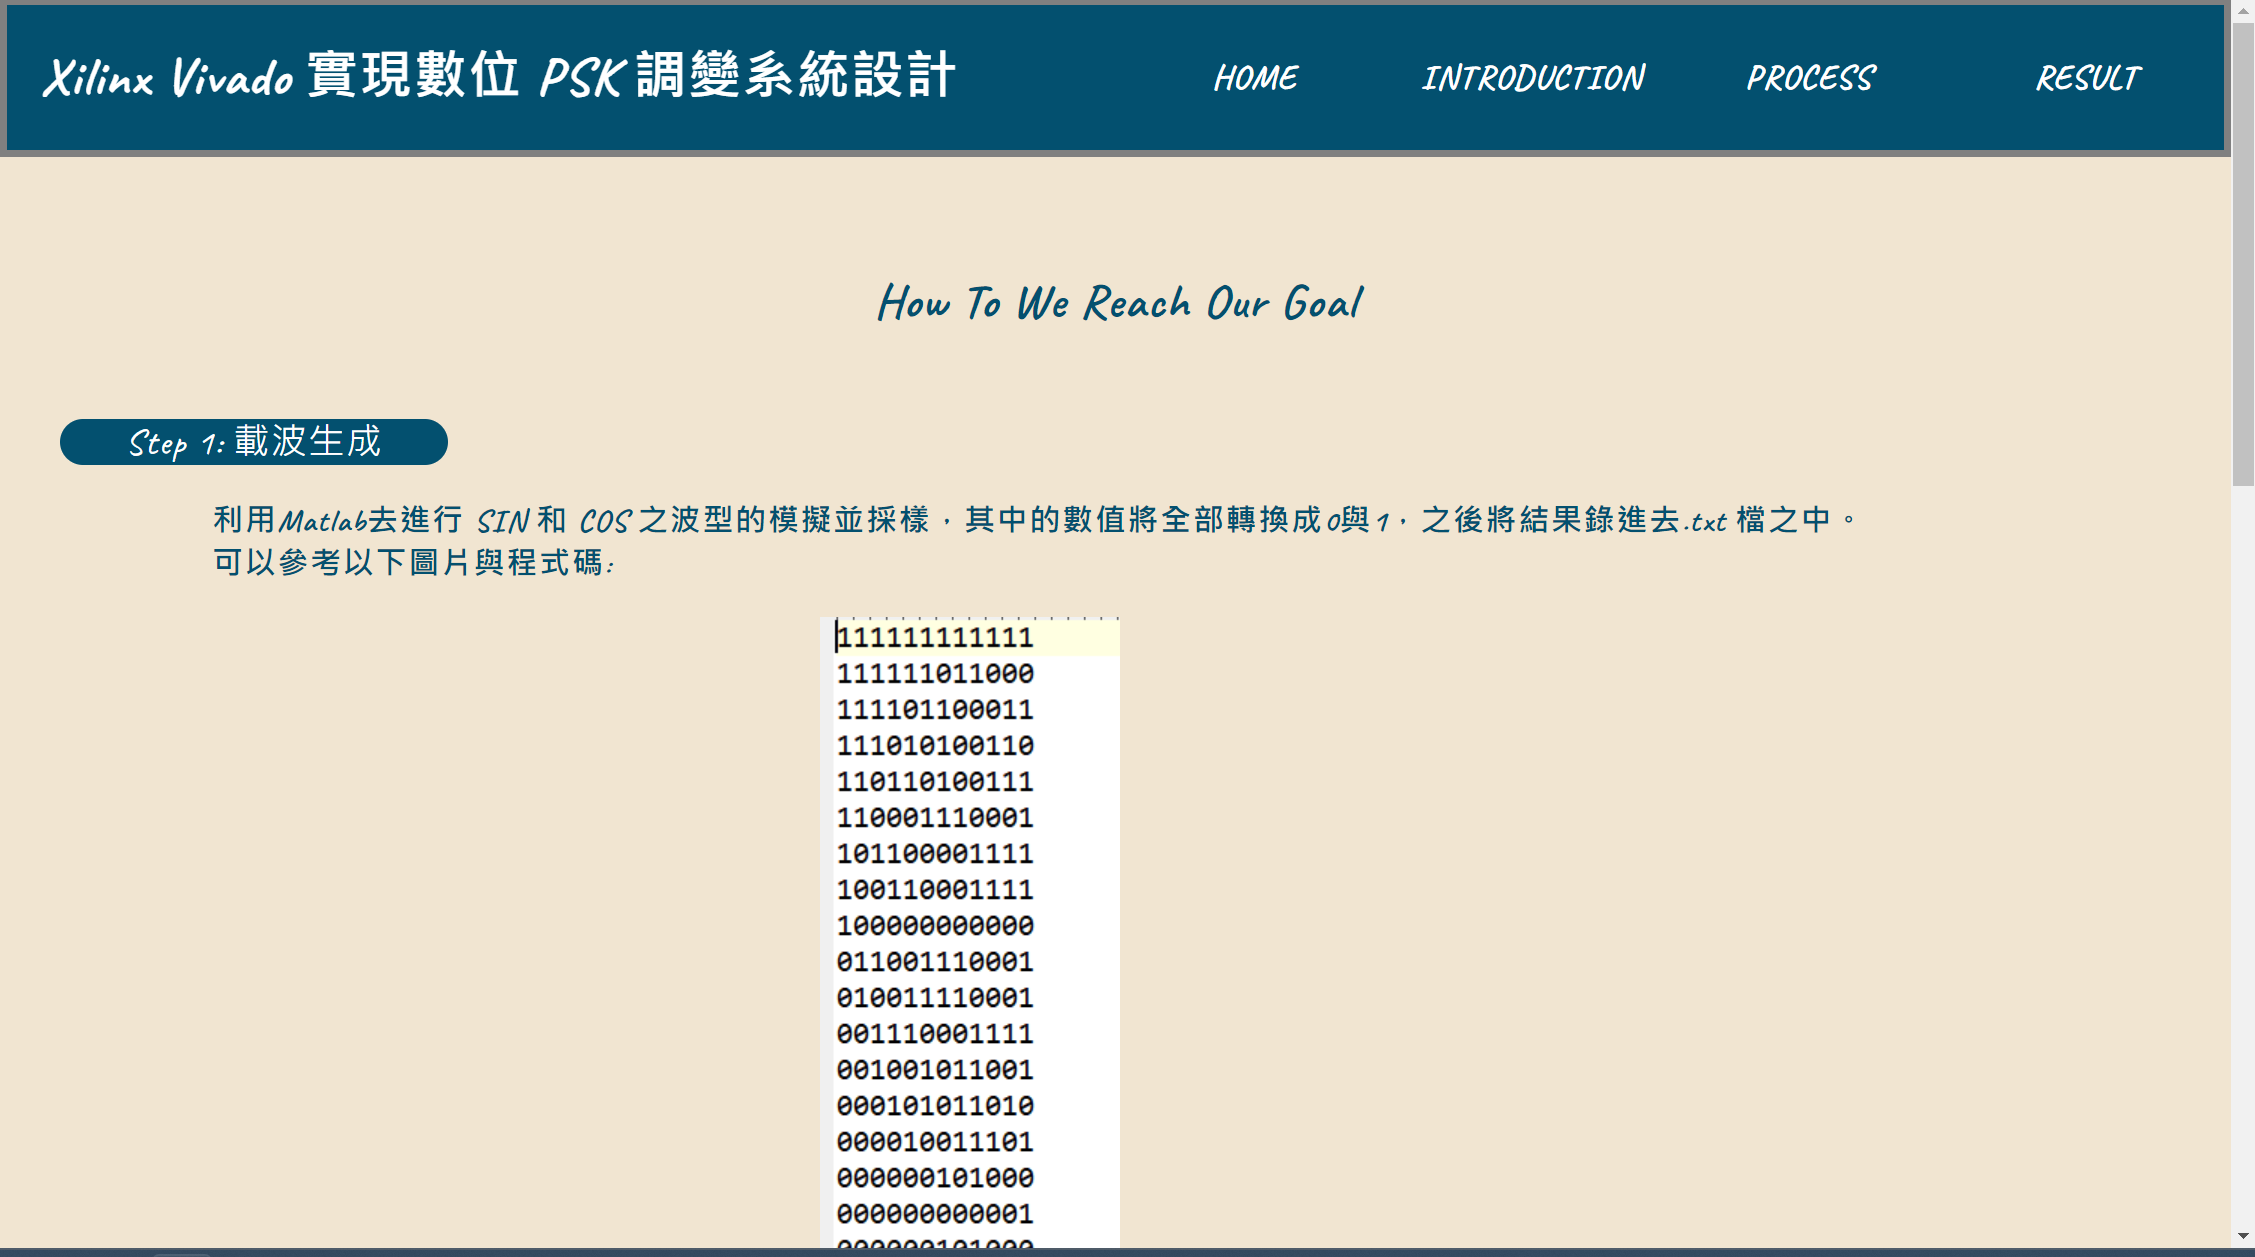 Xilinx Vivado 實現數位 PSK 調變系統設計
HOME
INTRODUCTION
PROCESS
RESULT
How To We Reach Our Goal
Step 1: 載波生成
利用Matlab去進行 SIN 和 COS 之波型的模擬並採樣，其中的數值將全部轉換成0與1，之後將結果錄進去.txt 檔之中。
可以參考以下圖片與程式碼:
111111111111
111111011000
111101100011
111010100110
110110100111
110001110001
101100001111
100110001111
100000000000
011001110001
010011110001
001110001111
001001011001
000101011010
000010011101
000000101000
000000000001
000000101000